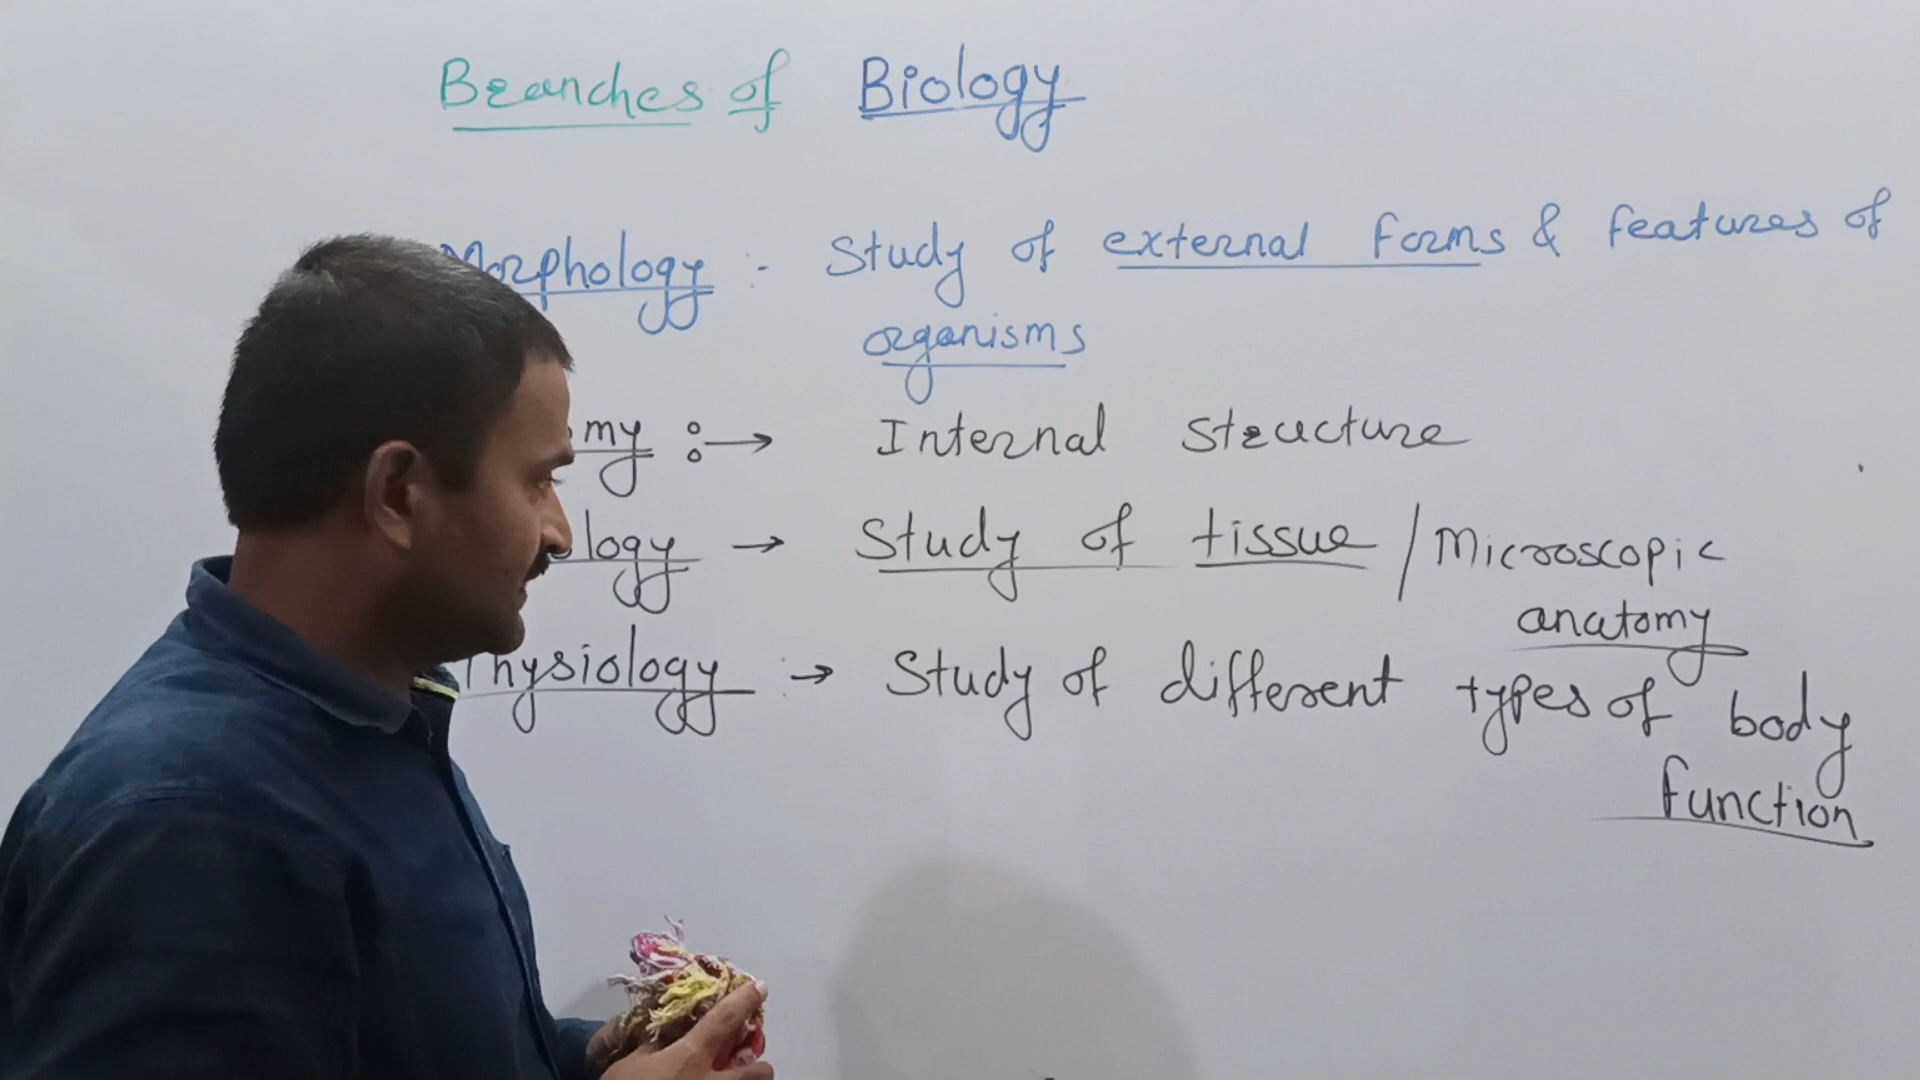 Branches of Biology
Morphology :- Study of external forms & features of
organisms
my :→ Internal structure
logy → Study of tissue / Microscopic
anatomy
Physiology :→ Study of different types of body
function